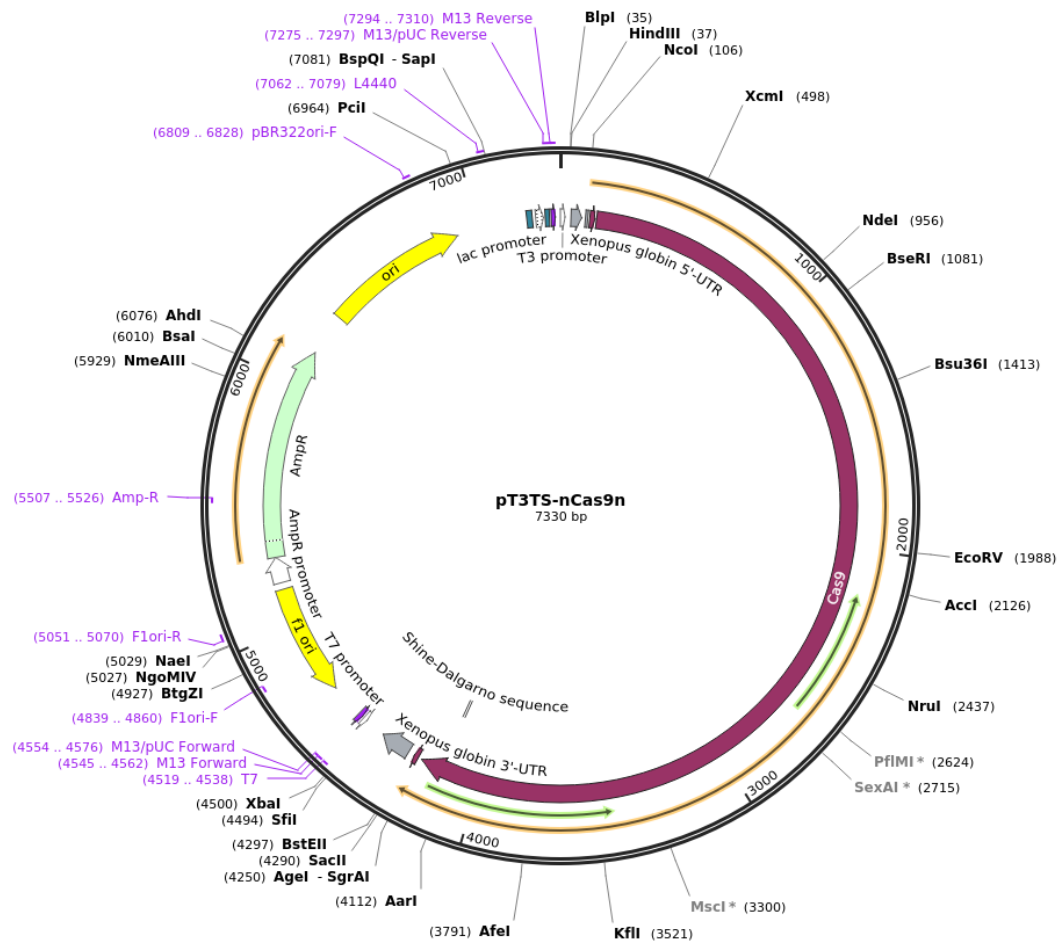 (7294 .. 7310) M13 Reverse
(7275 .. 7297) M13/pUC Reverse
(7081) BspQI - SapI
(7062 .. 7079) L4440
(6964) PciI
(6809 .. 6828) pBR322ori-F
BlpI (35)
HindIII (37)
NcoI (106)
XcmI (498)
NdeI (956)
BseRI (1081)
Bsu36I (1413)
EcoRV (1988)
AccI (2126)
NruI (2437)
PflMI * (2624)
SexAI * (2715)
MscI * (3300)
KflI (3521)
(3791) AfeI
(4112) AarI
(4250) AgeI - SgrAI
(4290) SacII
(4297) BstEII
(4494) SfiI
(4500) XbaI
(4519 .. 4538) T7
(4545 .. 4562) M13 Forward
(4554 .. 4576) M13/pUC Forward
(4839 .. 4860) F1ori-F
(4927) BtgZI
(5027) NgoMIV
(5029) NaeI
(5051 .. 5070) F1ori-R
(5507 .. 5526) Amp-R
(5929) NmeAIII
(6010) BsaI
(6076) AhdI
1000
2000
3000
4000
5000
6000
7000
lac promoter
T3 promoter
Xenopus globin 5'-UTR
Cas9
Xenopus globin 3'-UTR
Shine-Dalgarno sequence
T7 promoter
f1 ori
AmpR promoter
AmpR
ori
pT3TS-nCas9n
7330 bp